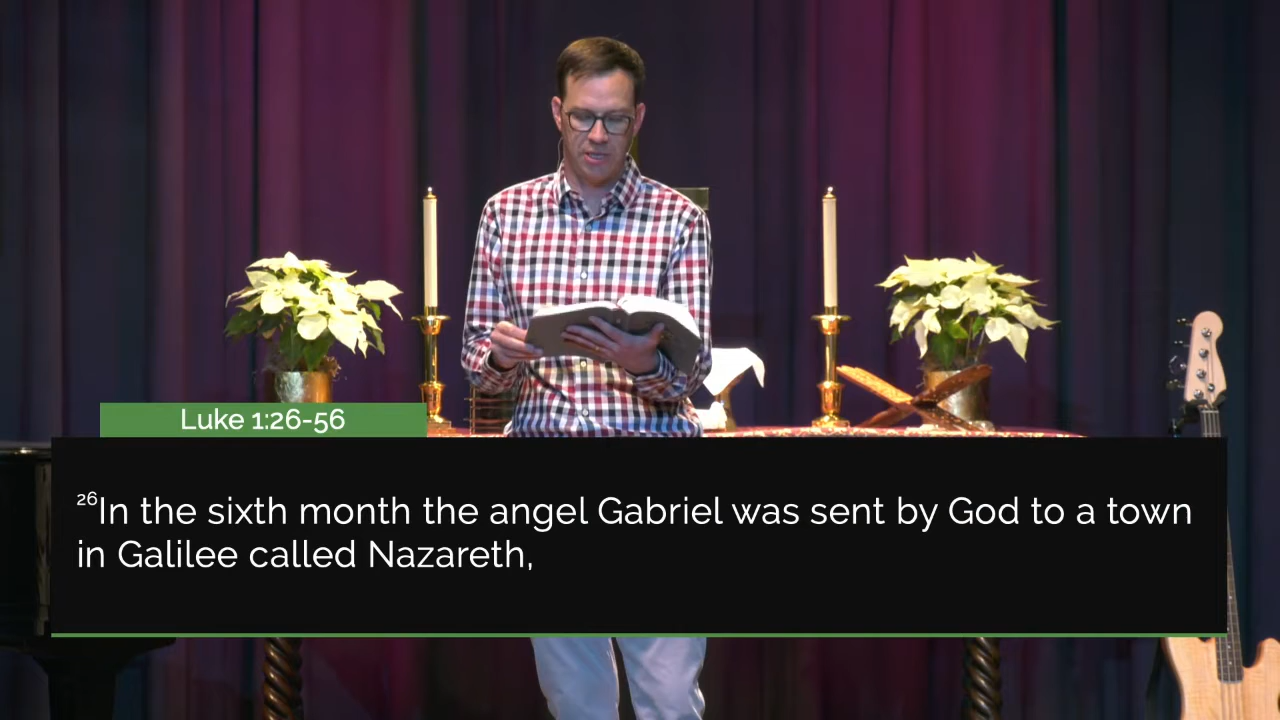 Luke 1:26-56
26In the sixth month the angel Gabriel was sent by God to a town
in Galilee called Nazareth,